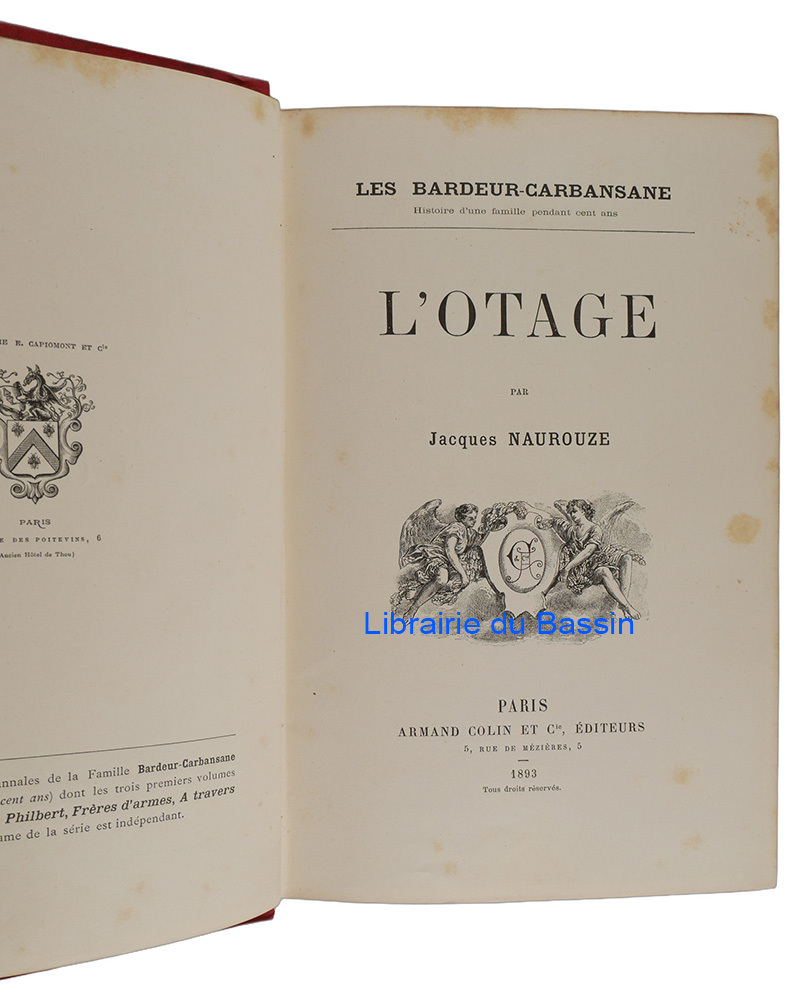 E. CAPIOMONT ET Cie
PARIS
DES POITEVINS, 6
Ancien Hôtel de Thou)
nnales de la Famille Bardeur-Carbansane
cent ans) dont les trois premiers volumes
Philbert, Frères d'armes, A travers
ume de la série est indépendant.
LES BARDEUR-CARBANSANE
Histoire d'une famille pendant cent ans
L'OTAGE
PAR
Jacques NAUROUZE
Librairie du Bassin
PARIS
ARMAND COLIN ET Cie, ÉDITEURS
5, RUE DE MÉZIÈRES, 5
1893
Tous droits réservés.